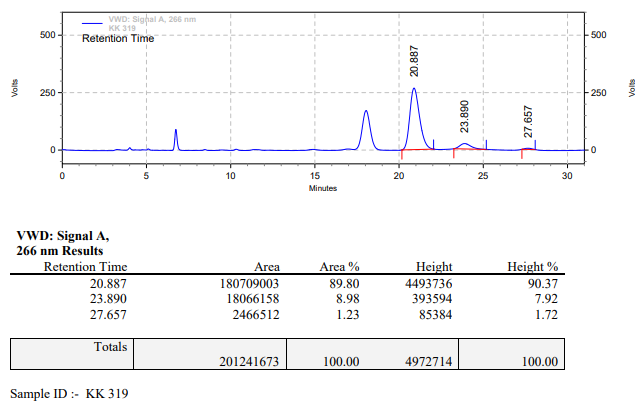 VWD: Signal A, 266 nm
KK 319
Retention Time
500
250
0
Volts
20.887
23.890
27.657
500
250
0
Volts
0 5 10 15 20 25 30
Minutes
VWD: Signal A,
266 nm Results
Retention Time Area Area % Height Height %
20.887 180709003 89.80 4493736 90.37
23.890 18066158 8.98 393594 7.92
27.657 2466512 1.23 85384 1.72
Totals
201241673 100.00 4972714 100.00
Sample ID :- KK 319